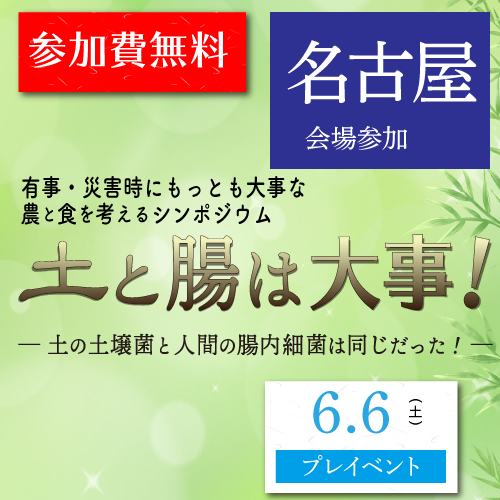 参加費無料
名古屋
会場参加
有事・災害時にもっとも大事な
農と食を考えるシンポジウム
土と腸は大事！
― 土の土壌菌と人間の腸内細菌は同じだった！―
6.6（土）
プレイベント